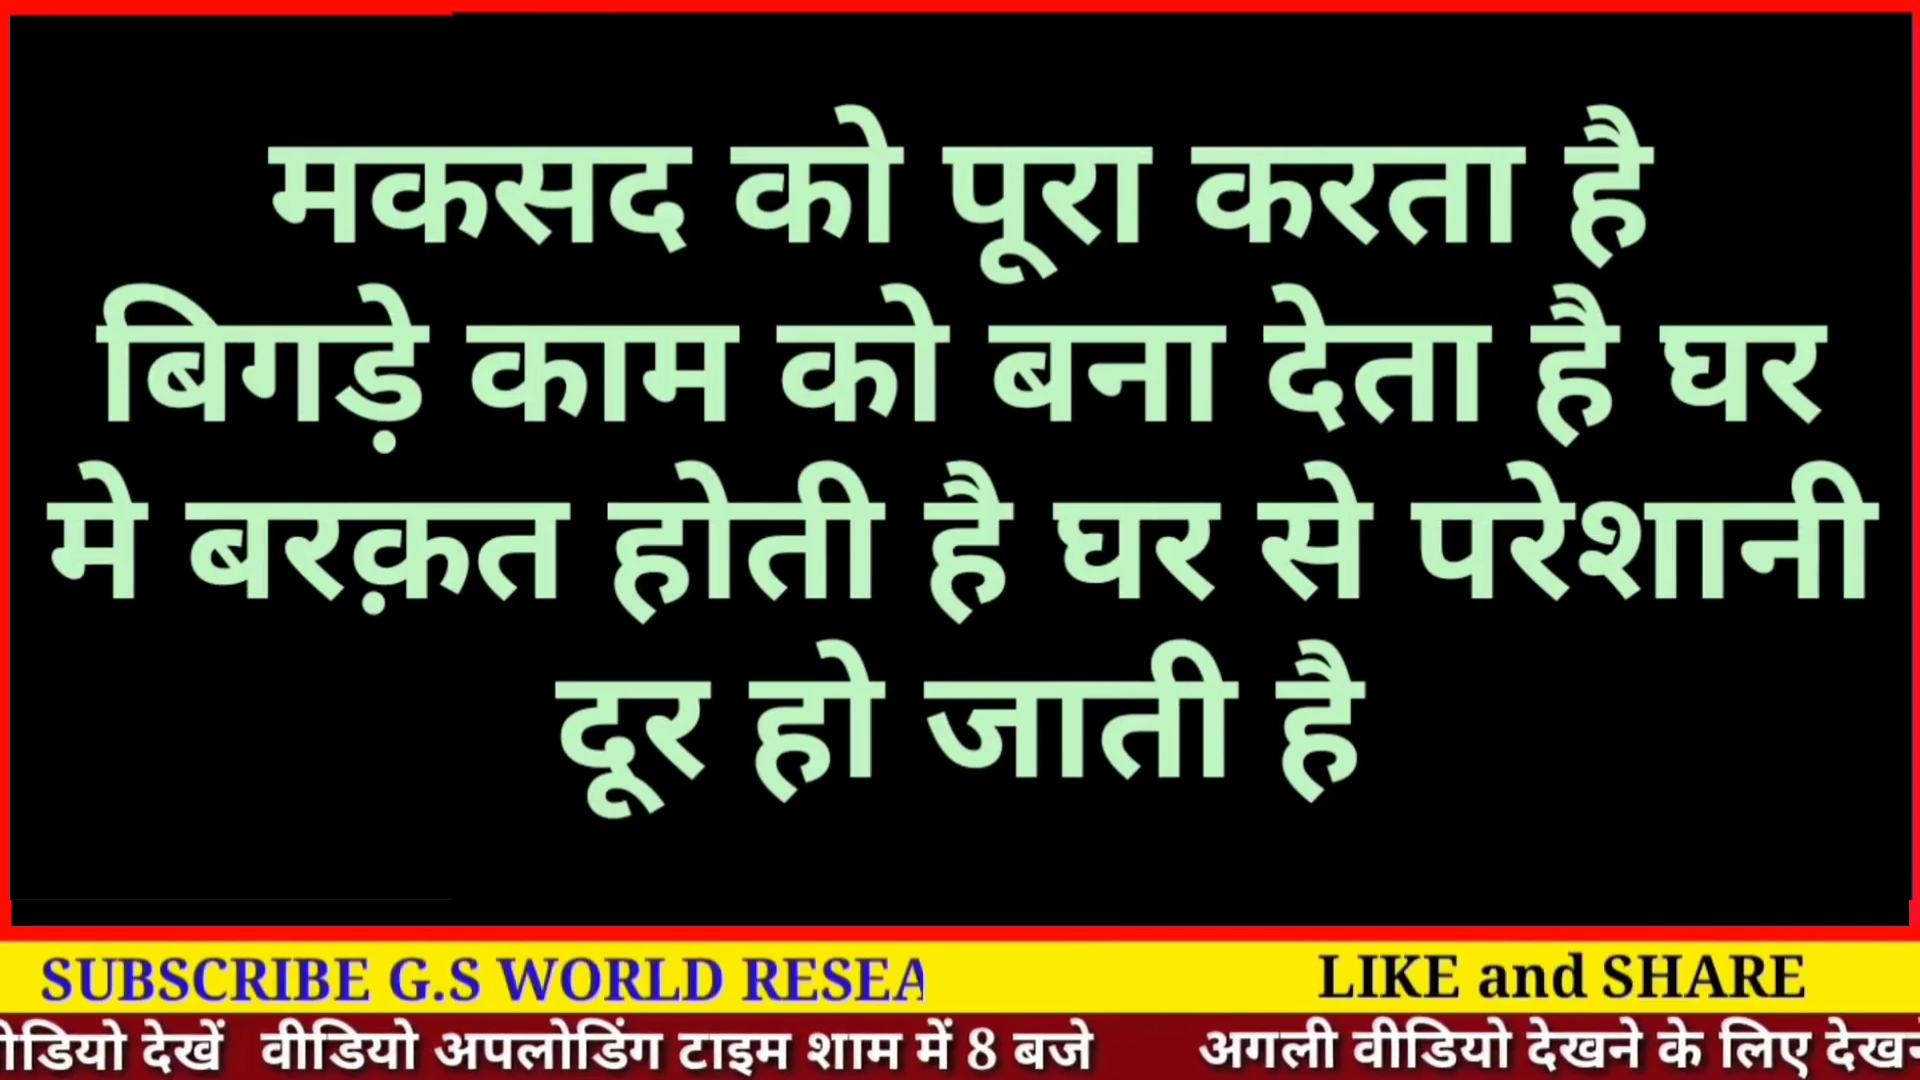 मकसद को पूरा करता है
बिगड़े काम को बना देता है घर
मे बरक़त होती है घर से परेशानी
दूर हो जाती है
SUBSCRIBE G.S WORLD LIKE and SHARE
देखें वीडियो अपलोडिंग टाइम शाम में 8 बजे अगली वीडियो देखने के लिए